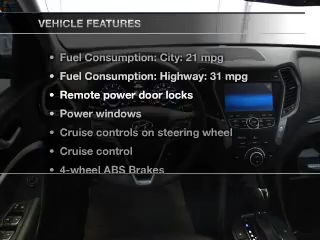 VEHICLE FEATURES
• Fuel Consumption: City: 21 mpg
• Fuel Consumption: Highway: 31 mpg
• Remote power door locks
• Power windows
• Cruise controls on steering wheel
• Cruise control
• 4-wheel ABS Brakes